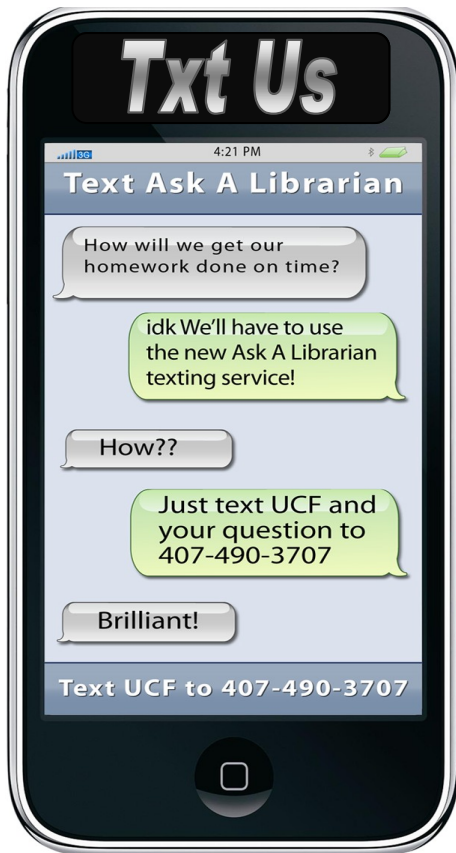 Txt Us
3G
4:21 PM
Text Ask A Librarian
How will we get our
homework done on time?
idk We'll have to use
the new Ask A Librarian
texting service!
How??
Just text UCF and
your question to
407-490-3707
Brilliant!
Text UCF to 407-490-3707